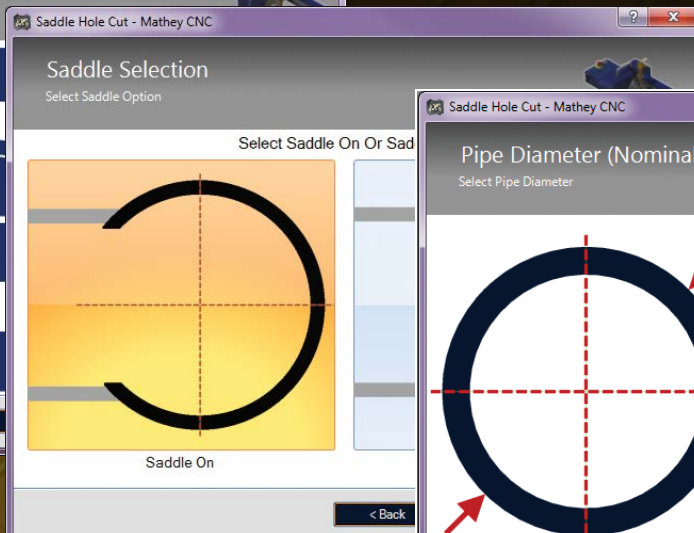 Saddle Hole Cut - Mathey CNC
Saddle Selection
Select Saddle Option
Select Saddle On Or Sad
Saddle On
< Back
Saddle Hole Cut - Mathey CNC
Pipe Diameter (Nominal
Select Pipe Diameter